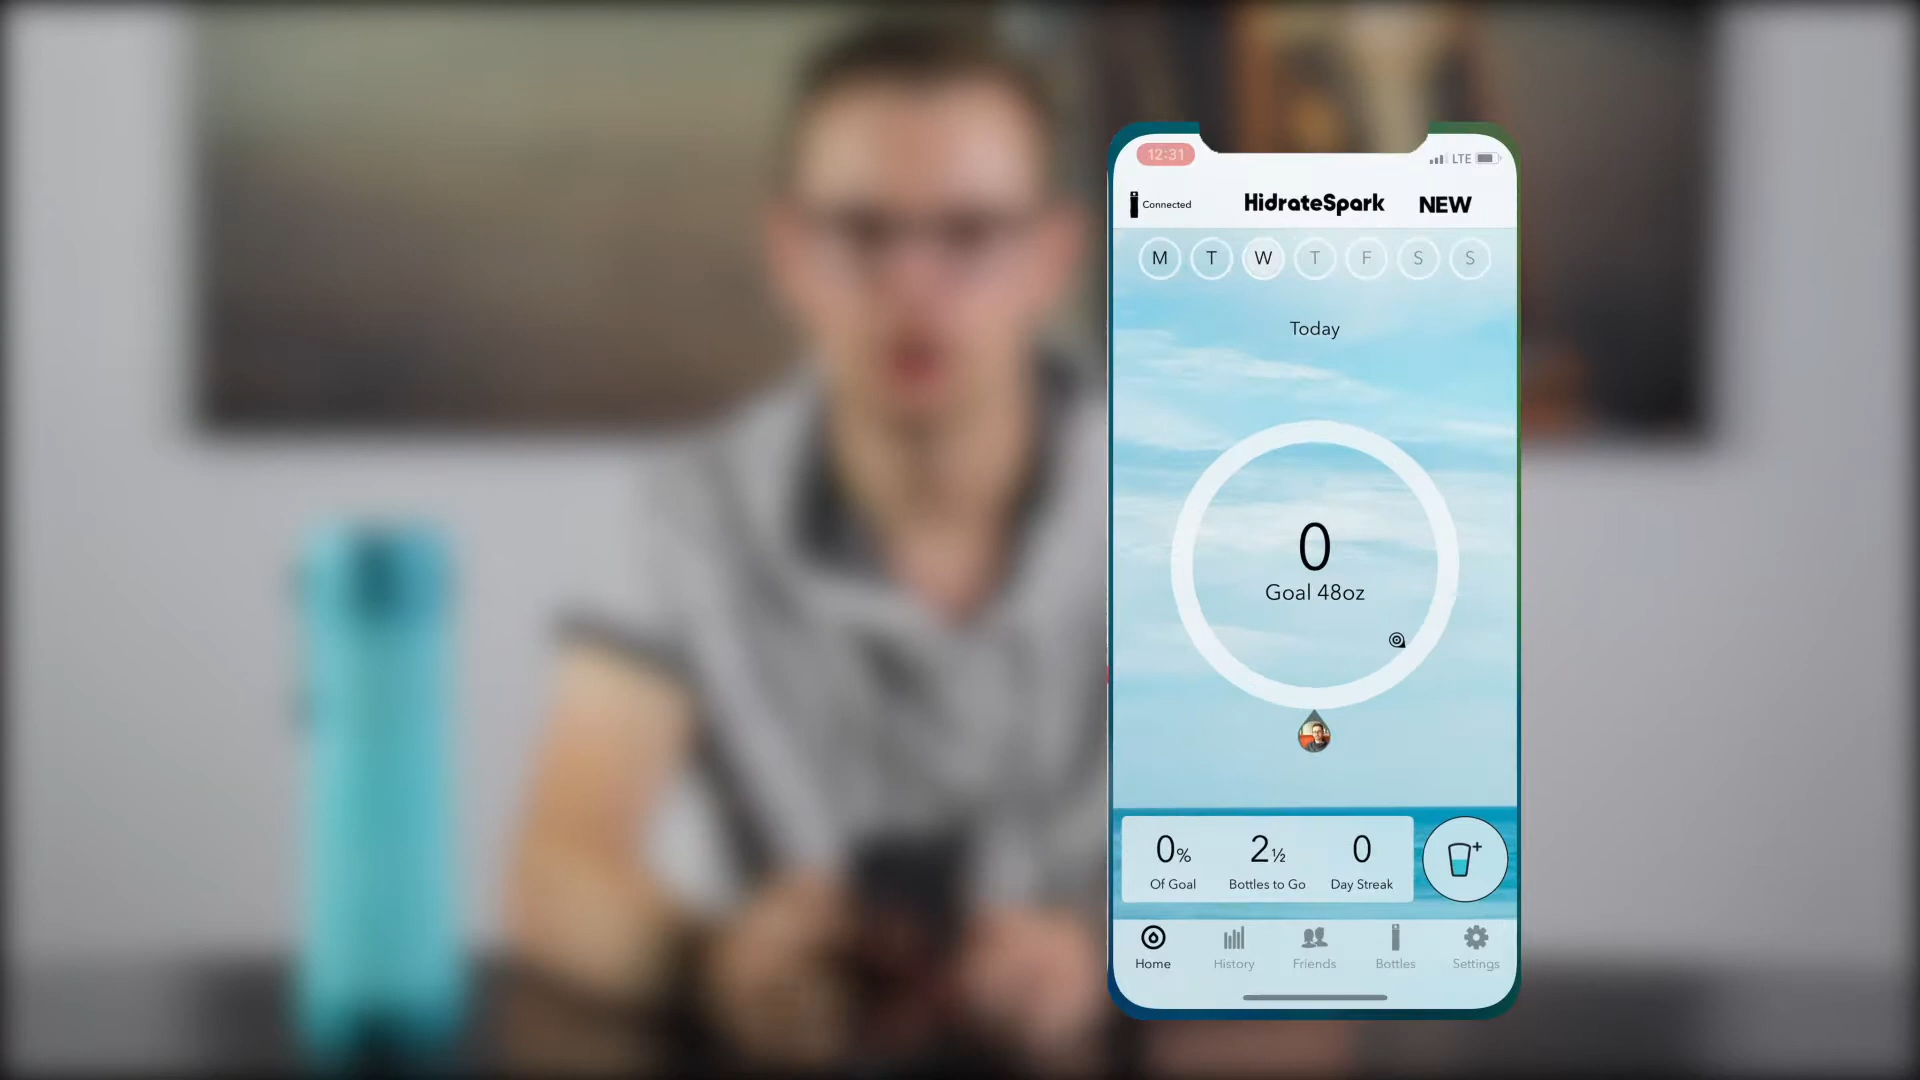 12:31 LTE
Connected HidrateSpark NEW
M T W T F S S
Today
0
Goal 48oz
0% 2½ 0
Of Goal Bottles to Go Day Streak
Home History Friends Bottles Settings